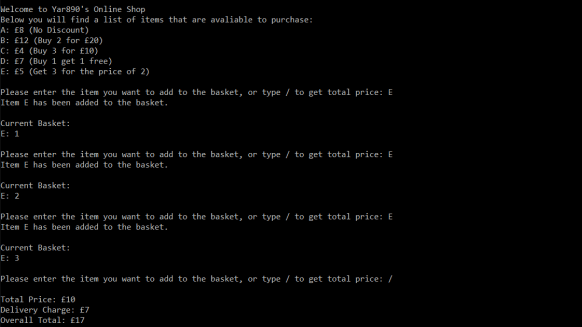 Welcome to Yar890's Online Shop
Below you will find a list of items that are avaliable to purchase:
A: £8 (No Discount)
B: £12 (Buy 2 for £20)
C: £4 (Buy 3 for £10)
D: £7 (Buy 1 get 1 free)
E: £5 (Get 3 for the price of 2)
Please enter the item you want to add to the basket, or type / to get total price: E
Item E has been added to the basket.
Current Basket:
E: 1
Please enter the item you want to add to the basket, or type / to get total price: E
Item E has been added to the basket.
Current Basket:
E: 2
Please enter the item you want to add to the basket, or type / to get total price: E
Item E has been added to the basket.
Current Basket:
E: 3
Please enter the item you want to add to the basket, or type / to get total price: /
Total Price: £10
Delivery Charge: £7
Overall Total: £17